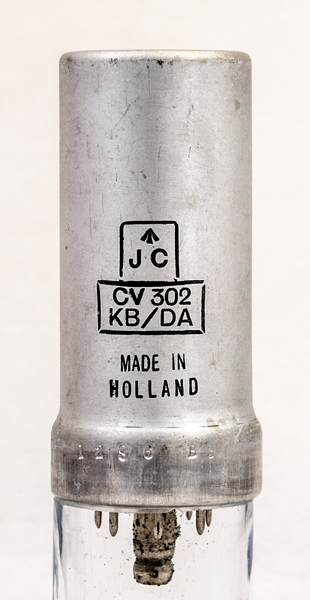 J C
CV 302
KB/DA
MADE IN
HOLLAND